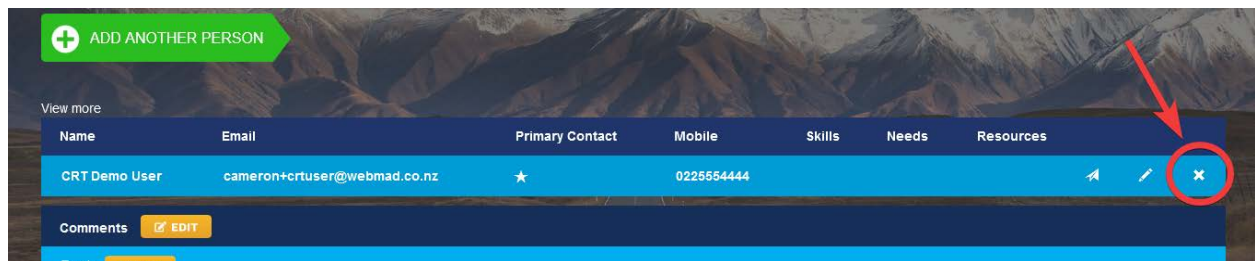 ADD ANOTHER PERSON
View more
Name Email Primary Contact Mobile Skills Needs Resources
CRT Demo User cameron+crtuser@webmad.co.nz 0225554444
Comments EDIT